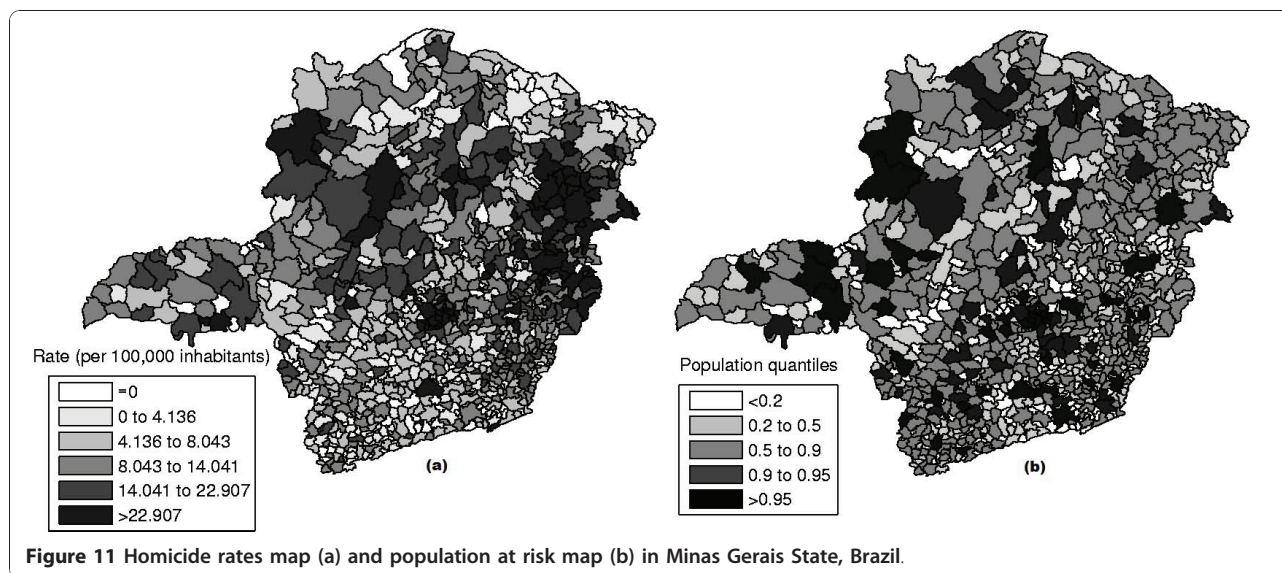 Rate (per 100,000 inhabitants)
=0
0 to 4.136
4.136 to 8.043
8.043 to 14.041
14.041 to 22.907
>22.907
(a)
Population quantiles
<0.2
0.2 to 0.5
0.5 to 0.9
0.9 to 0.95
>0.95
(b)
Figure 11 Homicide rates map (a) and population at risk map (b) in Minas Gerais State, Brazil.